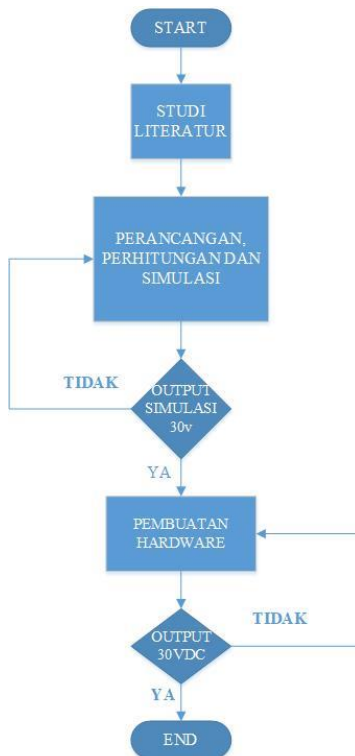 START
STUDI
LITERATUR
PERANCANGAN,
PERHITUNGAN DAN
SIMULASI
TIDAK
OUTPUT
SIMULASI
30v
YA
PEMBUATAN
HARDWARE
OUTPUT
30VDC
TIDAK
YA
END